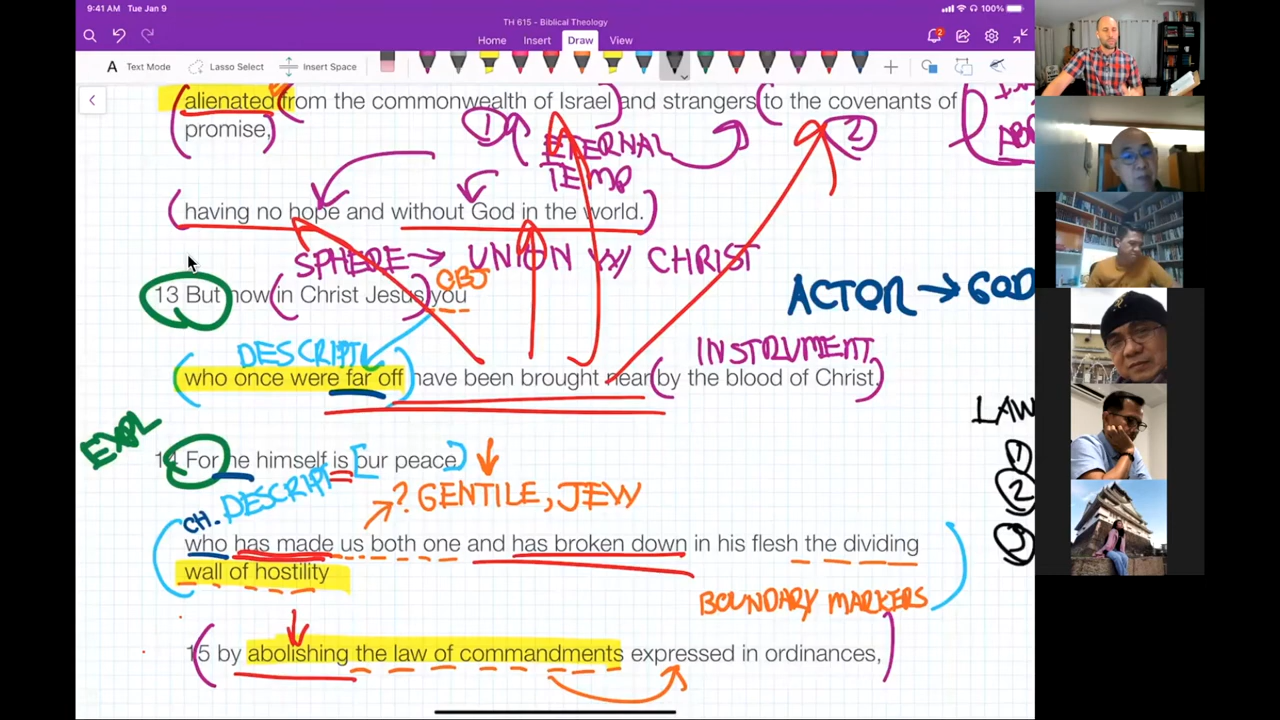 9:41 AM Tue Jan 9
100%
TH 615 - Biblical Theology
Home Insert Draw View
2
A Text Mode Lasso Select Insert Space
alienated from the commonwealth of Israel and strangers to the covenants of
promise,
1 2
ETERNAL
TEMP
having no hope and without God in the world.
SPHERE → UNION W/ CHRIST
OBJ
13 But now in Christ Jesus you
ACTOR → GOD
DESCRIPT
INSTRUMENT
who once were far off have been brought near by the blood of Christ.
LAW
EXPL
14 For he himself is our peace
2
DESCRIPT
? GENTILE, JEW
CH.
who has made us both one and has broken down in his flesh the dividing
wall of hostility
BOUNDARY MARKERS
15 by abolishing the law of commandments expressed in ordinances,